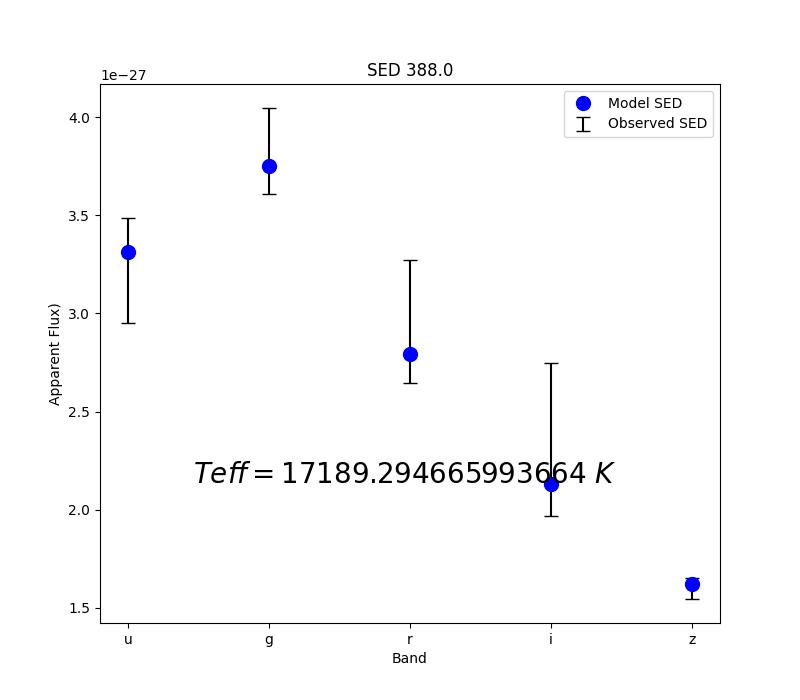 SED 388.0
1e−27
Model SED
Observed SED
4.0
3.5
3.0
2.5
2.0
1.5
Apparent Flux)
Teff = 17189.294665993664 K
u g r i z
Band